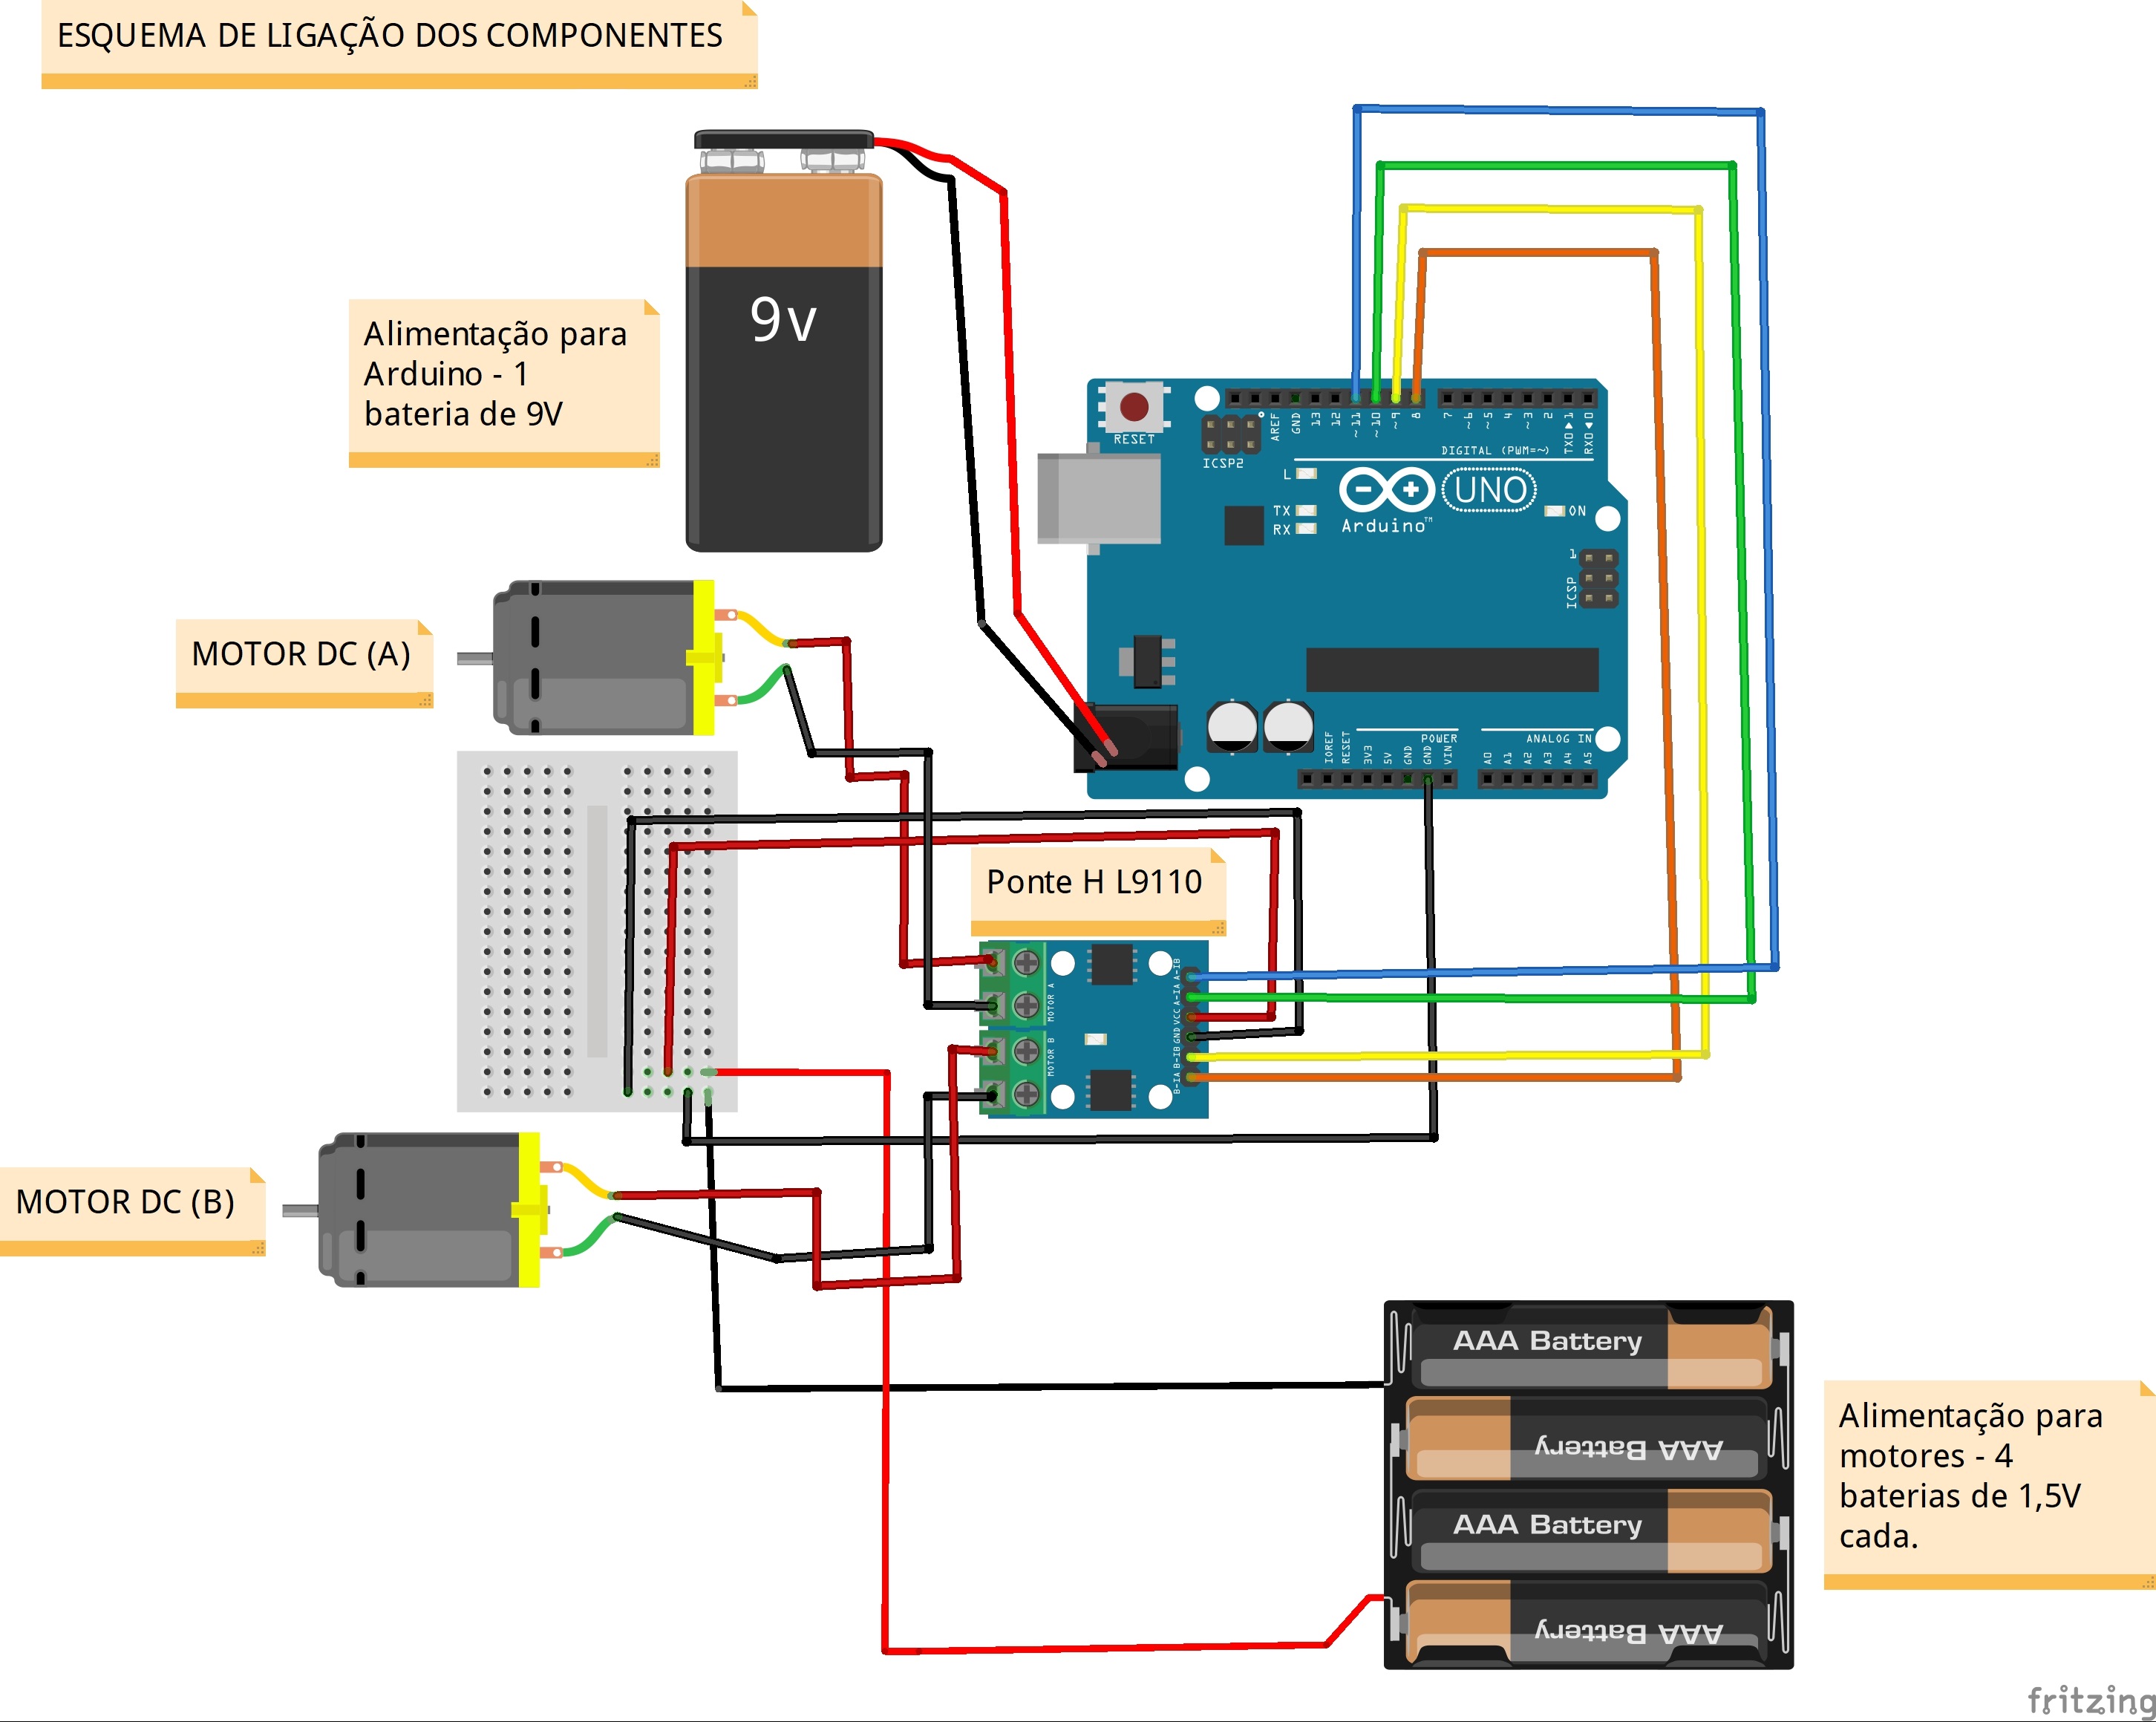 ESQUEMA DE LIGAÇÃO DOS COMPONENTES
9v
Alimentação para
Arduino - 1
bateria de 9V
RESET
ICSP2
AREF
GND
13
12
~11
~10
~9
8
7
~6
~5
4
~3
2
TX0▶1
RX0◀0
DIGITAL (PWM=~)
L
TX
RX
Arduino™
UNO
ON
1
ICSP
MOTOR DC (A)
IOREF
RESET
3V3
5V
GND
GND
VIN
POWER
A0
A1
A2
A3
A4
A5
ANALOG IN
Ponte H L9110
MOTOR A
MOTOR B
A-IB
A-IA
VCC
GND
B-IB
B-IA
MOTOR DC (B)
AAA Battery
AAA Battery
AAA Battery
AAA Battery
Alimentação para
motores - 4
baterias de 1,5V
cada.
fritzing